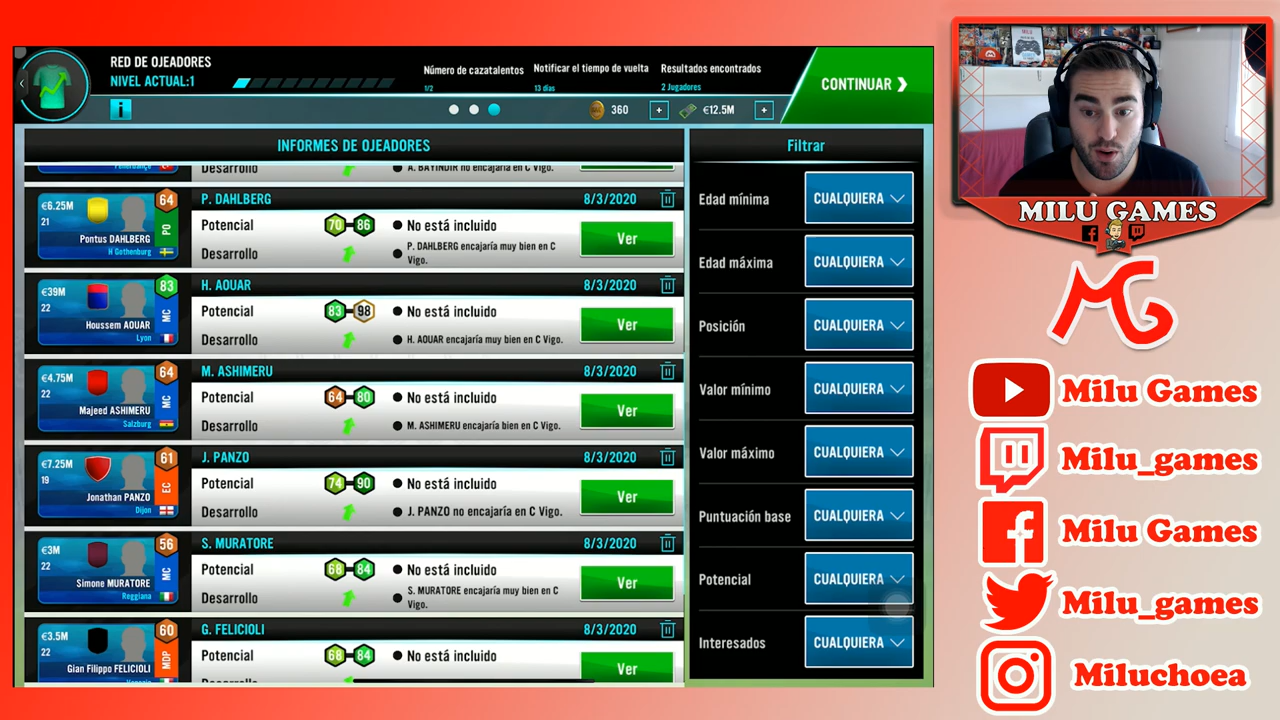 RED DE OJEADORES
NIVEL ACTUAL:1
Número de cazatalentos
1/2
Notificar el tiempo de vuelta
13 días
Resultados encontrados
2 Jugadores
CONTINUAR
i
360
+
€12.5M
+
INFORMES DE OJEADORES
Filtrar
Fenerbahçe
Desarrollo
A. BAYINDIR no encajaría en C Vigo.
€6.25M
21
64
PO
Pontus DAHLBERG
H Gothenburg
P. DAHLBERG
8/3/2020
Potencial
70
86
No está incluido
Desarrollo
P. DAHLBERG encajaría muy bien en C
Vigo.
Ver
€39M
22
83
MC
Houssem AOUAR
Lyon
H. AOUAR
8/3/2020
Potencial
83
98
No está incluido
Desarrollo
H. AOUAR encajaría muy bien en C Vigo.
Ver
€4.75M
22
64
MC
Majeed ASHIMERU
Salzburg
M. ASHIMERU
8/3/2020
Potencial
64
80
No está incluido
Desarrollo
M. ASHIMERU encajaría bien en C Vigo.
Ver
€7.25M
19
61
EC
Jonathan PANZO
Dijon
J. PANZO
8/3/2020
Potencial
74
90
No está incluido
Desarrollo
J. PANZO no encajaría en C Vigo.
Ver
€3M
22
56
MC
Simone MURATORE
Reggiana
S. MURATORE
8/3/2020
Potencial
68
84
No está incluido
Desarrollo
S. MURATORE encajaría muy bien en C
Vigo.
Ver
€3.5M
22
60
MDP
Gian Filippo FELICIOLI
Venezia
G. FELICIOLI
8/3/2020
Potencial
68
84
No está incluido
Ver
Edad mínima
CUALQUIERA
Edad máxima
CUALQUIERA
Posición
CUALQUIERA
Valor mínimo
CUALQUIERA
Valor máximo
CUALQUIERA
Puntuación base
CUALQUIERA
Potencial
CUALQUIERA
Interesados
CUALQUIERA
MILU GAMES
Milu Games
Milu_games
Milu Games
Milu_games
Miluchoea